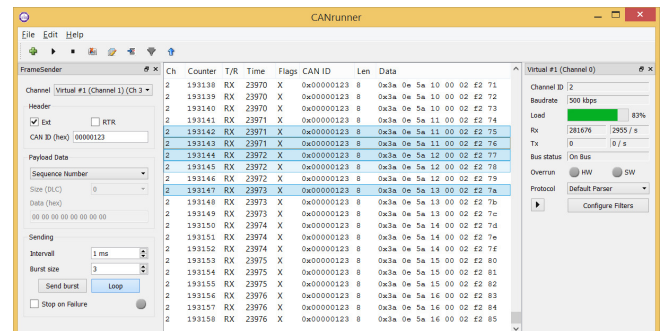 CANrunner
File Edit Help
FrameSender
Channel Virtual #1 (Channel 1) (Ch 3
Header
Ext RTR
CAN ID (hex) 00000123
Payload Data
Sequence Number
Size (DLC) 0
Data (hex)
00 00 00 00 00 00 00 00
Sending
Intervall 1 ms
Burst size 3
Send burst Loop
Stop on Failure
Ch Counter T/R Time Flags CAN ID Len Data
2 193138 RX 23970 X 0x00000123 8 0x3a 0e 5a 10 00 02 f2 71
2 193139 RX 23970 X 0x00000123 8 0x3a 0e 5a 10 00 02 f2 72
2 193140 RX 23970 X 0x00000123 8 0x3a 0e 5a 10 00 02 f2 73
2 193141 RX 23971 X 0x00000123 8 0x3a 0e 5a 11 00 02 f2 74
2 193142 RX 23971 X 0x00000123 8 0x3a 0e 5a 11 00 02 f2 75
2 193143 RX 23971 X 0x00000123 8 0x3a 0e 5a 11 00 02 f2 76
2 193144 RX 23972 X 0x00000123 8 0x3a 0e 5a 12 00 02 f2 77
2 193145 RX 23972 X 0x00000123 8 0x3a 0e 5a 12 00 02 f2 78
2 193146 RX 23972 X 0x00000123 8 0x3a 0e 5a 12 00 02 f2 79
2 193147 RX 23973 X 0x00000123 8 0x3a 0e 5a 13 00 02 f2 7a
2 193148 RX 23973 X 0x00000123 8 0x3a 0e 5a 13 00 02 f2 7b
2 193149 RX 23973 X 0x00000123 8 0x3a 0e 5a 13 00 02 f2 7c
2 193150 RX 23974 X 0x00000123 8 0x3a 0e 5a 14 00 02 f2 7d
2 193151 RX 23974 X 0x00000123 8 0x3a 0e 5a 14 00 02 f2 7e
2 193152 RX 23974 X 0x00000123 8 0x3a 0e 5a 14 00 02 f2 7f
2 193153 RX 23975 X 0x00000123 8 0x3a 0e 5a 15 00 02 f2 80
2 193154 RX 23975 X 0x00000123 8 0x3a 0e 5a 15 00 02 f2 81
2 193155 RX 23975 X 0x00000123 8 0x3a 0e 5a 15 00 02 f2 82
2 193156 RX 23976 X 0x00000123 8 0x3a 0e 5a 16 00 02 f2 83
2 193157 RX 23976 X 0x00000123 8 0x3a 0e 5a 16 00 02 f2 84
2 193158 RX 23976 X 0x00000123 8 0x3a 0e 5a 16 00 02 f2 85
Virtual #1 (Channel 0)
Channel ID 2
Baudrate 500 kbps
Load 83%
Rx 281676 2955 / s
Tx 0 0 / s
Bus status On Bus
Overrun HW SW
Protocol Default Parser
Configure Filters